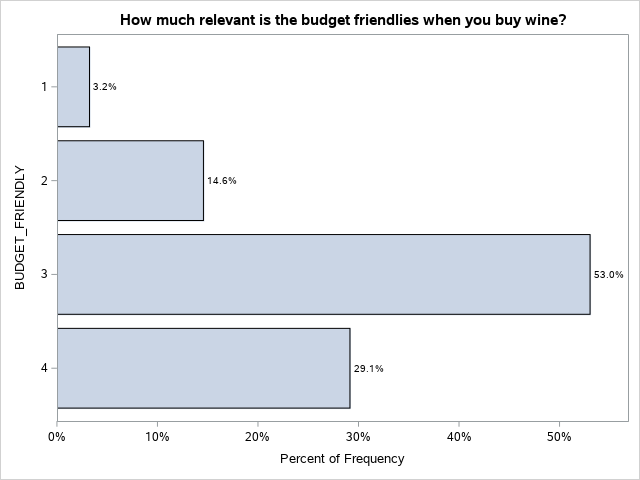 How much relevant is the budget friendlies when you buy wine?
BUDGET_FRIENDLY
1
3.2%
2
14.6%
3
53.0%
4
29.1%
0% 10% 20% 30% 40% 50%
Percent of Frequency